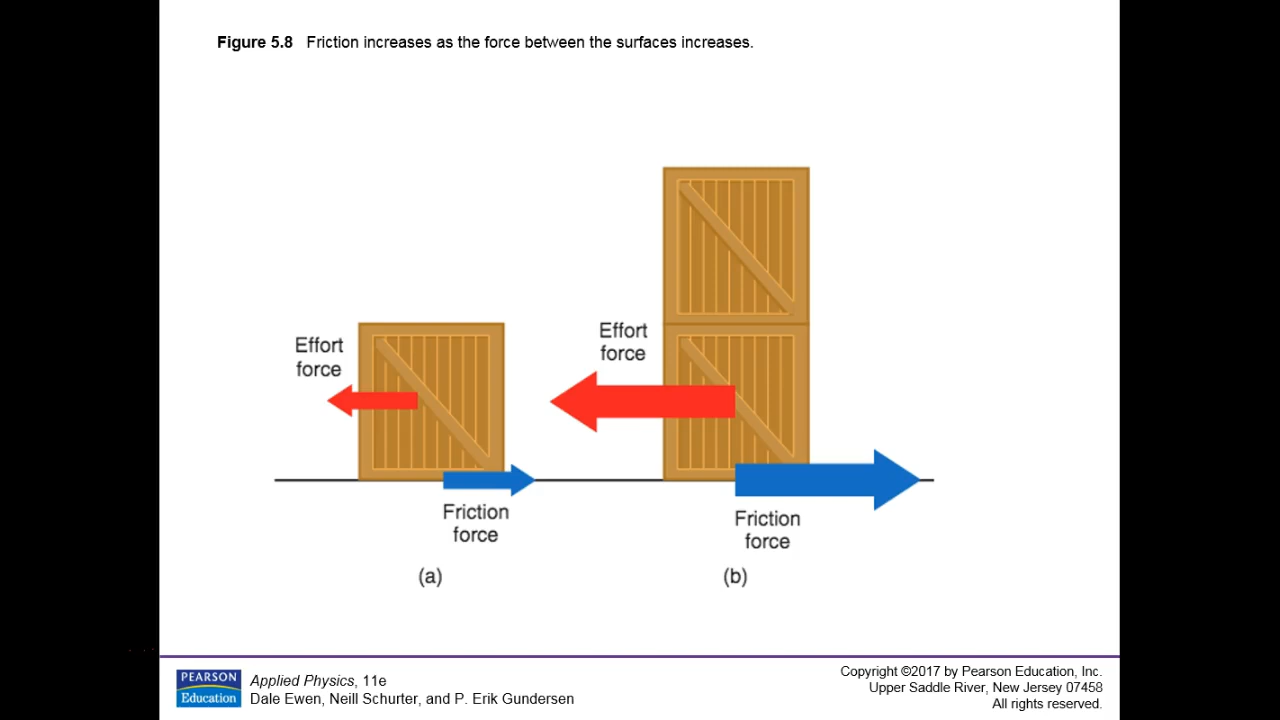 Figure 5.8 Friction increases as the force between the surfaces increases.
Effort
force
Friction
force
(a)
Effort
force
Friction
force
(b)
PEARSON
Education
Applied Physics, 11e
Dale Ewen, Neill Schurter, and P. Erik Gundersen
Copyright ©2017 by Pearson Education, Inc.
Upper Saddle River, New Jersey 07458
All rights reserved.